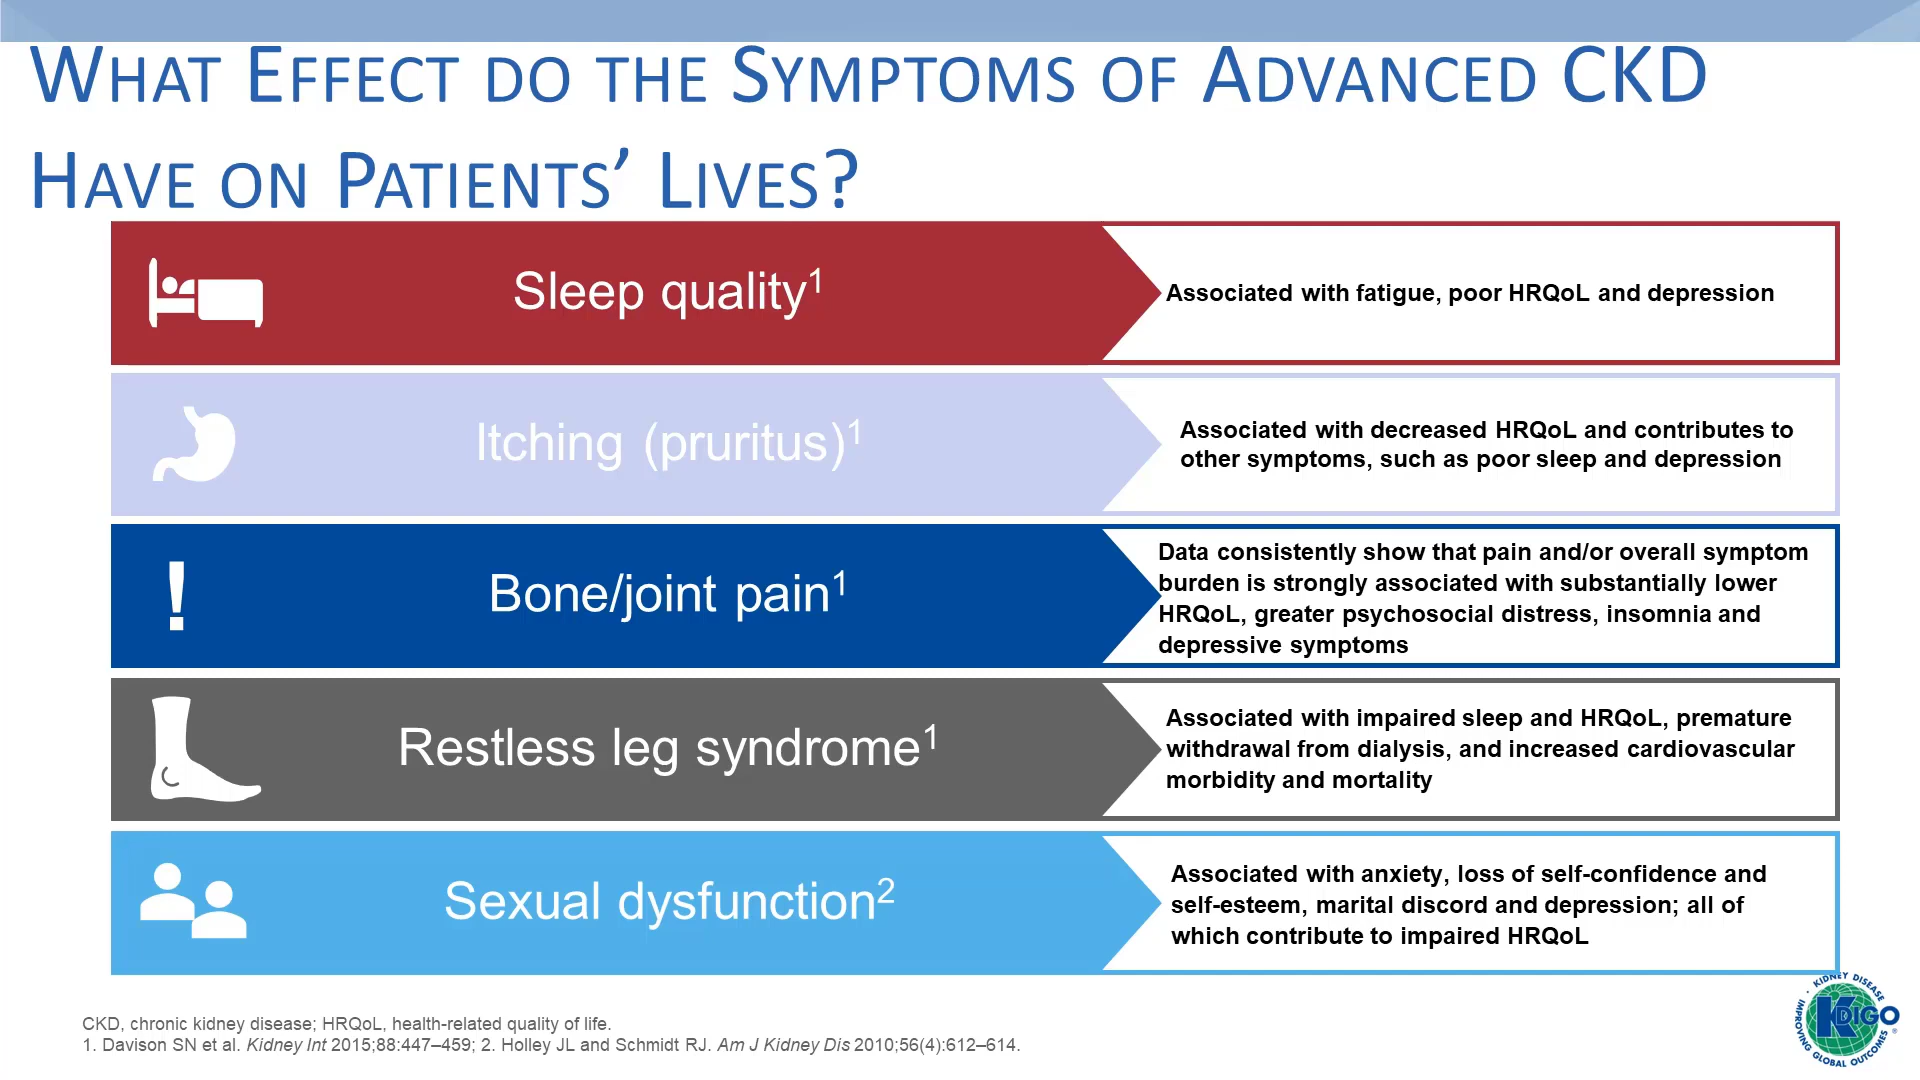 What Effect do the Symptoms of Advanced CKD
Have on Patients’ Lives?
Sleep quality1
Associated with fatigue, poor HRQoL and depression
Itching (pruritus)1
Associated with decreased HRQoL and contributes to
other symptoms, such as poor sleep and depression
!
Bone/joint pain1
Data consistently show that pain and/or overall symptom
burden is strongly associated with substantially lower
HRQoL, greater psychosocial distress, insomnia and
depressive symptoms
Restless leg syndrome1
Associated with impaired sleep and HRQoL, premature
withdrawal from dialysis, and increased cardiovascular
morbidity and mortality
Sexual dysfunction2
Associated with anxiety, loss of self-confidence and
self-esteem, marital discord and depression; all of
which contribute to impaired HRQoL
CKD, chronic kidney disease; HRQoL, health-related quality of life.
1. Davison SN et al. Kidney Int 2015;88:447–459; 2. Holley JL and Schmidt RJ. Am J Kidney Dis 2010;56(4):612–614.
KIDNEY DISEASE
KDIGO
IMPROVING GLOBAL OUTCOMES